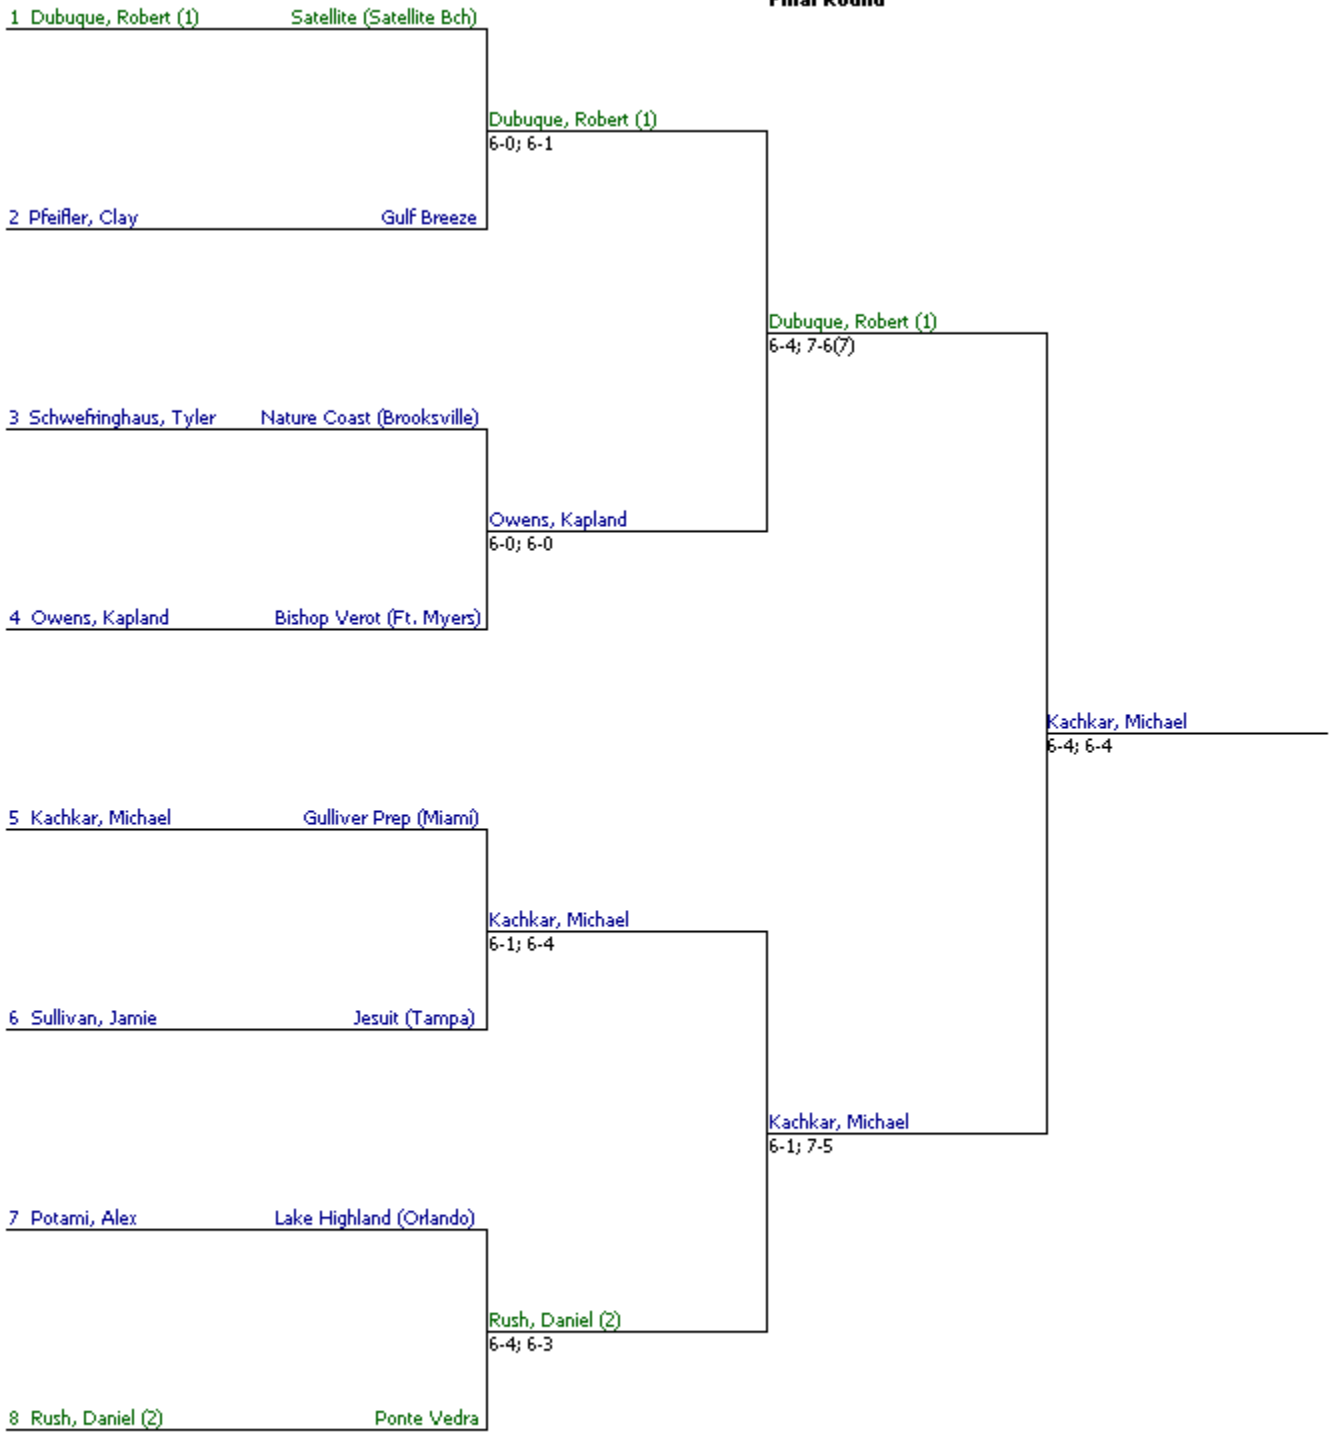 Final Round
1 Dubuque, Robert (1) Satellite (Satellite Bch)
Dubuque, Robert (1)
6-0; 6-1
2 Pfeifler, Clay Gulf Breeze
Dubuque, Robert (1)
6-4; 7-6(7)
3 Schwefringhaus, Tyler Nature Coast (Brooksville)
Owens, Kapland
6-0; 6-0
4 Owens, Kapland Bishop Verot (Ft. Myers)
Kachkar, Michael
6-4; 6-4
5 Kachkar, Michael Gulliver Prep (Miami)
Kachkar, Michael
6-1; 6-4
6 Sullivan, Jamie Jesuit (Tampa)
Kachkar, Michael
6-1; 7-5
7 Potami, Alex Lake Highland (Orlando)
Rush, Daniel (2)
6-4; 6-3
8 Rush, Daniel (2) Ponte Vedra